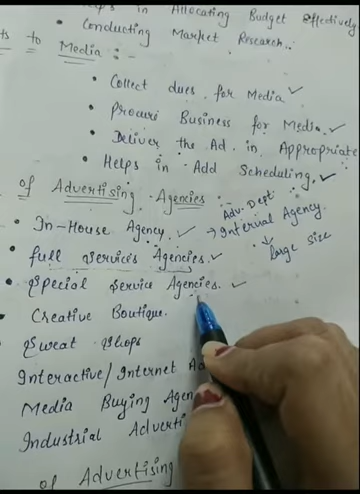 Helps in Allocating Budget Effectively
• Conducting Market Research.
to Media : -
• Collect dues for Media ✓
• Procure Business for Media. ✓
• Deliver the Ad. in Appropriate
• Helps in Add Scheduling. ✓
of Advertising Agencies :
Adv. Dept.
• In-House Agency. ✓ → Internal Agency.
↓ large size
• full Services Agencies. ✓
• Special Service Agencies. ✓
• Creative Boutique.
• Sweat Shops
Interactive/Internet
Media Buying
Industrial
of Advertising